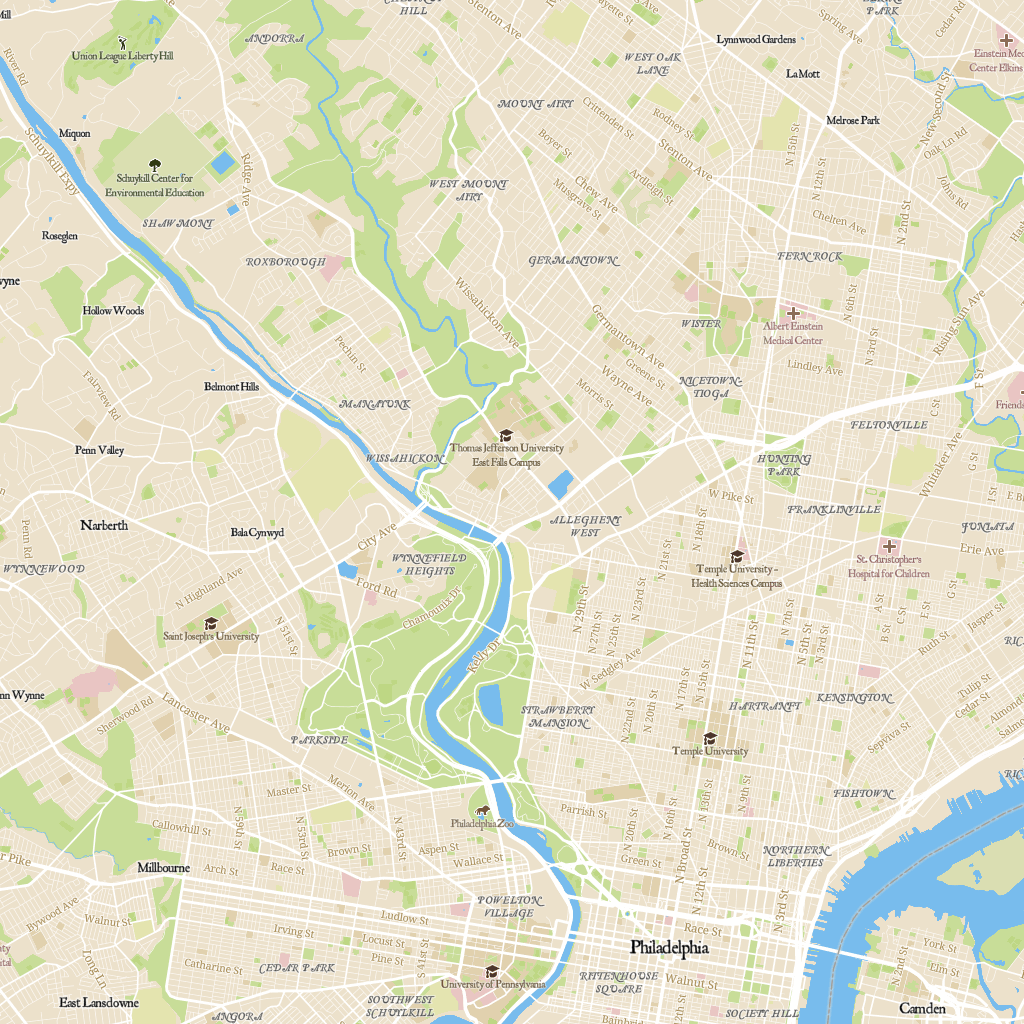 HILL
Stenton Ave
Fayette St
Spring Ave
PARK
Cedar Rd
Mill
ANDORRA
Union League Liberty Hill
River Rd
Lynnwood Gardens
WEST OAK
LANE
La Mott
Einstein Med
Center Elkins
MOUNT AIRY
Crittenden St
Rodney St
Melrose Park
New Second St
Miquon
Schuylkill Expy
Boyer St
Stenton Ave
N 15th St
Oak Ln Rd
Schuylkill Center for
Environmental Education
Ridge Ave
WEST MOUNT
AIRY
Musgrave St
Chew Ave
Ardleigh St
N 12th St
Johns Rd
SHAWMONT
Chelten Ave
N 2nd St
Roseglen
ROXBOROUGH
GERMANTOWN
FERN ROCK
wyne
Hollow Woods
Wissahickon Ave
Germantown Ave
WISTER
Albert Einstein
Medical Center
N 6th St
N 3rd St
Rising Sun Ave
Pechin St
Greene St
Wayne Ave
Lindley Ave
Fairview Rd
Belmont Hills
MANAYUNK
Morris St
NICETOWN-
TIOGA
F St
C St
Friends
FELTONVILLE
Penn Valley
WISSAHICKON
Thomas Jefferson University
East Falls Campus
HUNTING
PARK
Whitaker Ave
G St
I St
W Pike St
FRANKLINVILLE
Narberth
Penn Rd
Bala Cynwyd
City Ave
ALLEGHENY
WEST
N 18th St
N 21st St
JUNIATA
Erie Ave
WYNNEWOOD
WYNNEFIELD
HEIGHTS
Temple University -
Health Sciences Campus
St. Christopher's
Hospital for Children
N Highland Ave
Ford Rd
Chamounix Dr
N 29th St
N 27th St
N 25th St
N 23rd St
N 11th St
N 7th St
N 5th St
N 3rd St
A St
B St
E St
G St
Jasper St
Ruth St
Saint Joseph's University
N 51st St
Kelly Dr
W Sedgley Ave
N 17th St
N 15th St
nn Wynne
Sherwood Rd
Lancaster Ave
STRAWBERRY
MANSION
N 22nd St
N 20th St
HARTRANFT
KENSINGTON
Tulip St
Cedar St
PARKSIDE
Temple University
Sepviva St
Merion Ave
Master St
Parrish St
N 13th St
N 9th St
FISHTOWN
Philadelphia Zoo
N 59th St
N 53rd St
N 43rd St
N 20th St
N 16th St
N Broad St
Callowhill St
Brown St
Aspen St
Wallace St
Green St
Brown St
NORTHERN
LIBERTIES
Millbourne
Arch St
Race St
N 12th St
N 3rd St
Bywood Ave
Walnut St
Ludlow St
POWELTON
VILLAGE
Race St
Irving St
Locust St
Pine St
Philadelphia
York St
Elm St
N 2nd St
Long Ln
Catharine St
CEDAR PARK
S 41st St
University of Pennsylvania
RITTENHOUSE
SQUARE
Walnut St
East Lansdowne
ANGORA
SOUTHWEST
SCHUYLKILL
S 12th St
SOCIETY HILL
Camden